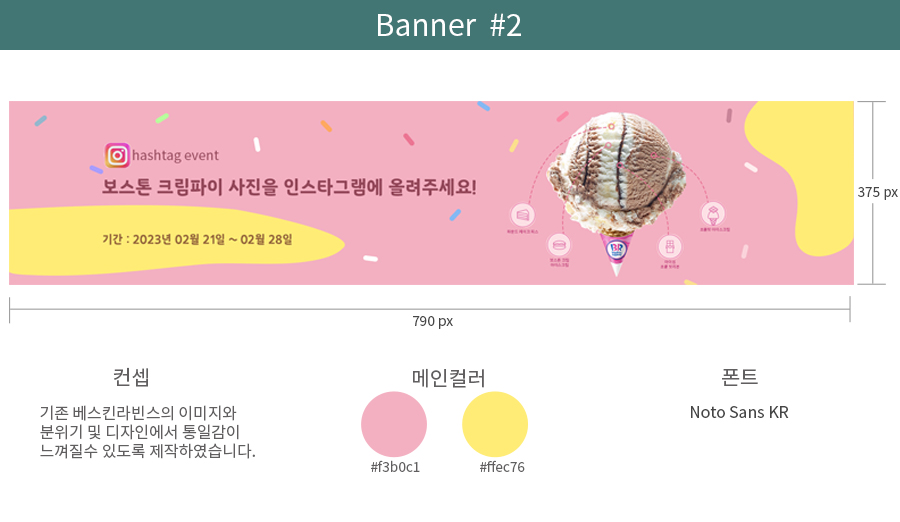 Banner #2
hashtag event
보스톤 크림파이 사진을 인스타그램에 올려주세요!
기간 : 2023년 02월 21일 ~ 02월 28일
375 px
790 px
컨셉
메인컬러
폰트
기존 베스킨라빈스의 이미지와
분위기 및 디자인에서 통일감이
느껴질수 있도록 제작하였습니다.
#f3b0c1
#ffec76
Noto Sans KR